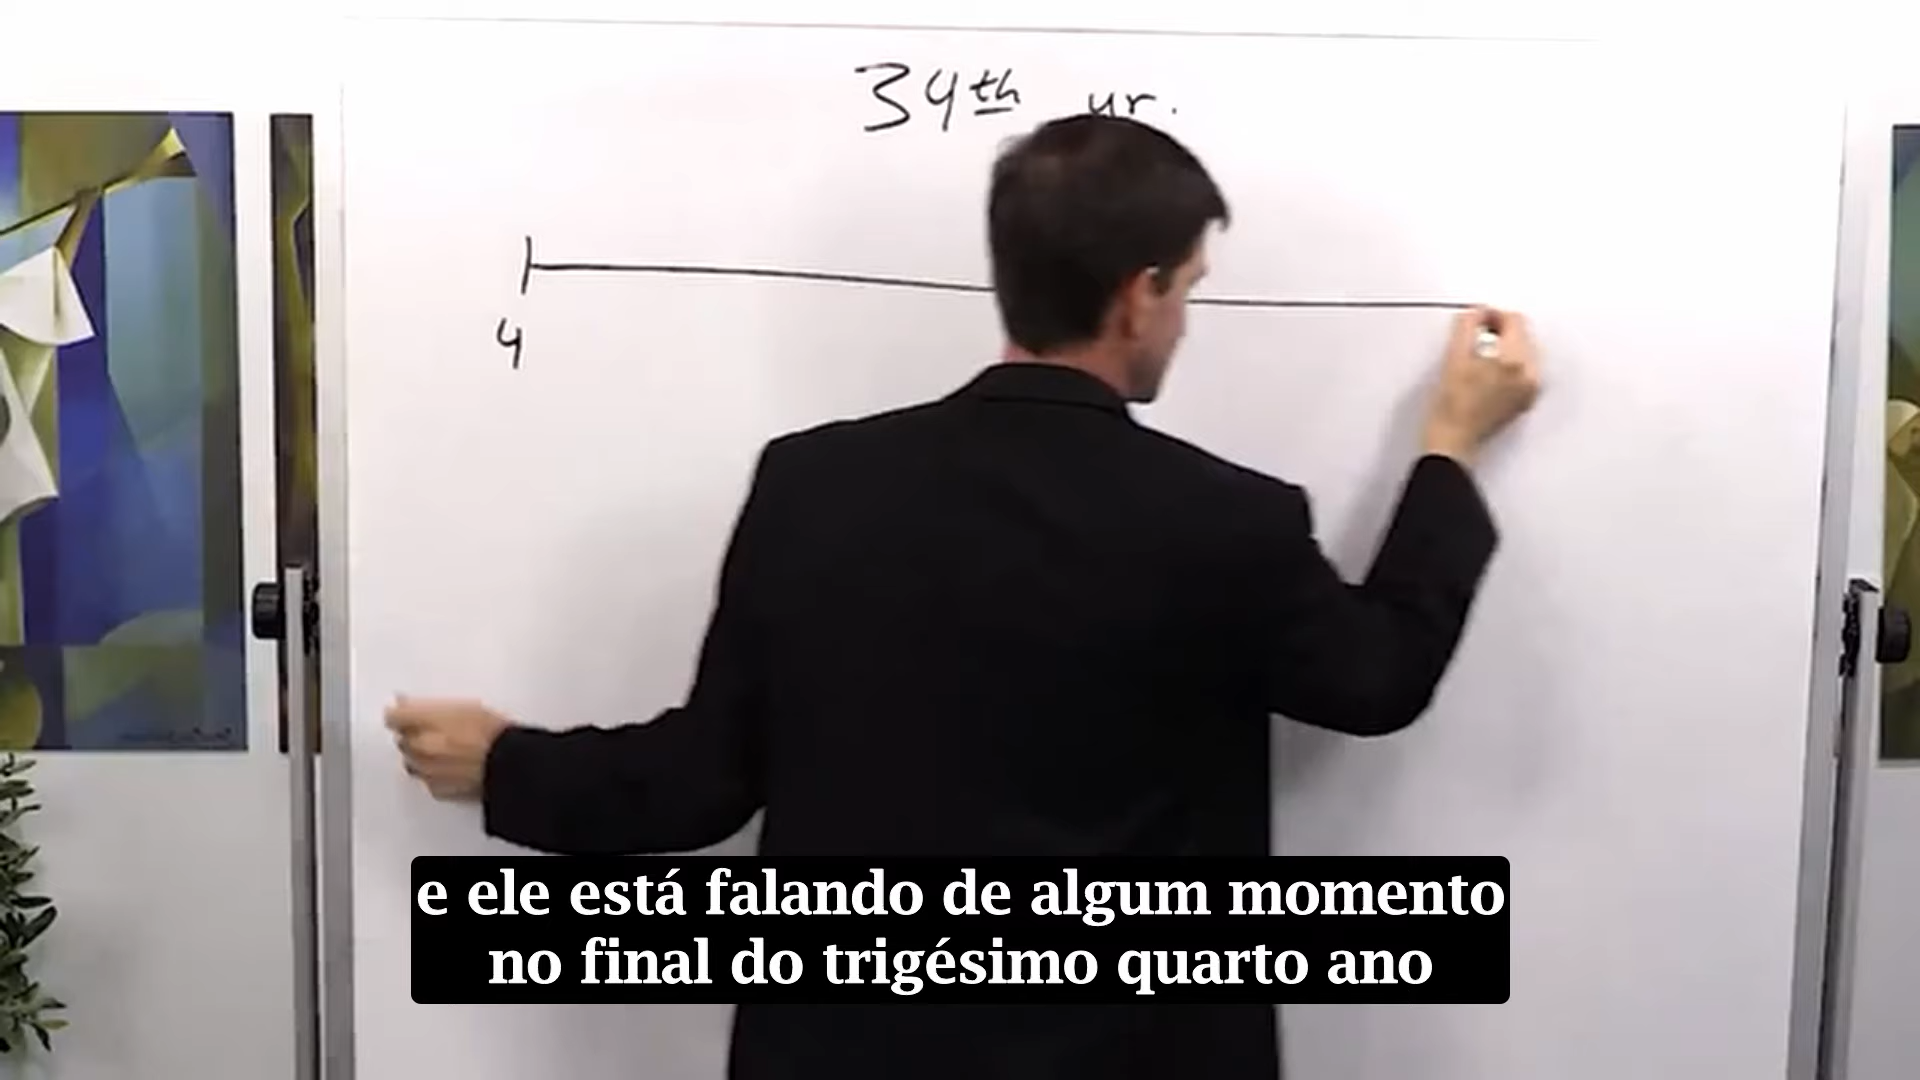 34th yr.
4
e ele está falando de algum momento
no final do trigésimo quarto ano